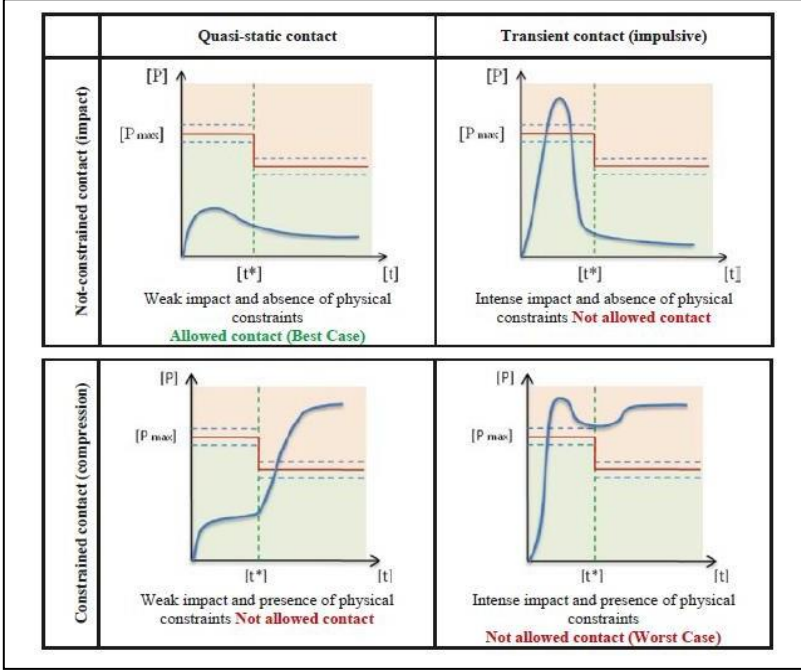 Quasi-static contact
Transient contact (impulsive)
Not-constrained contact (impact)
[P]
[P max]
[t*]
[t]
Weak impact and absence of physical
constraints
Allowed contact (Best Case)
[P]
[P max]
[t*]
[t]
Intense impact and absence of physical
constraints Not allowed contact
Constrained contact (compression)
[P]
[P max]
[t*]
[t]
Weak impact and presence of physical
constraints Not allowed contact
[P]
[P max]
[t*]
[t]
Intense impact and presence of physical
constraints
Not allowed contact (Worst Case)